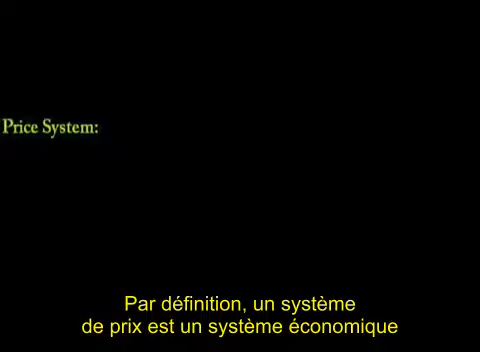 Price System:
Par définition, un système
de prix est un système économique